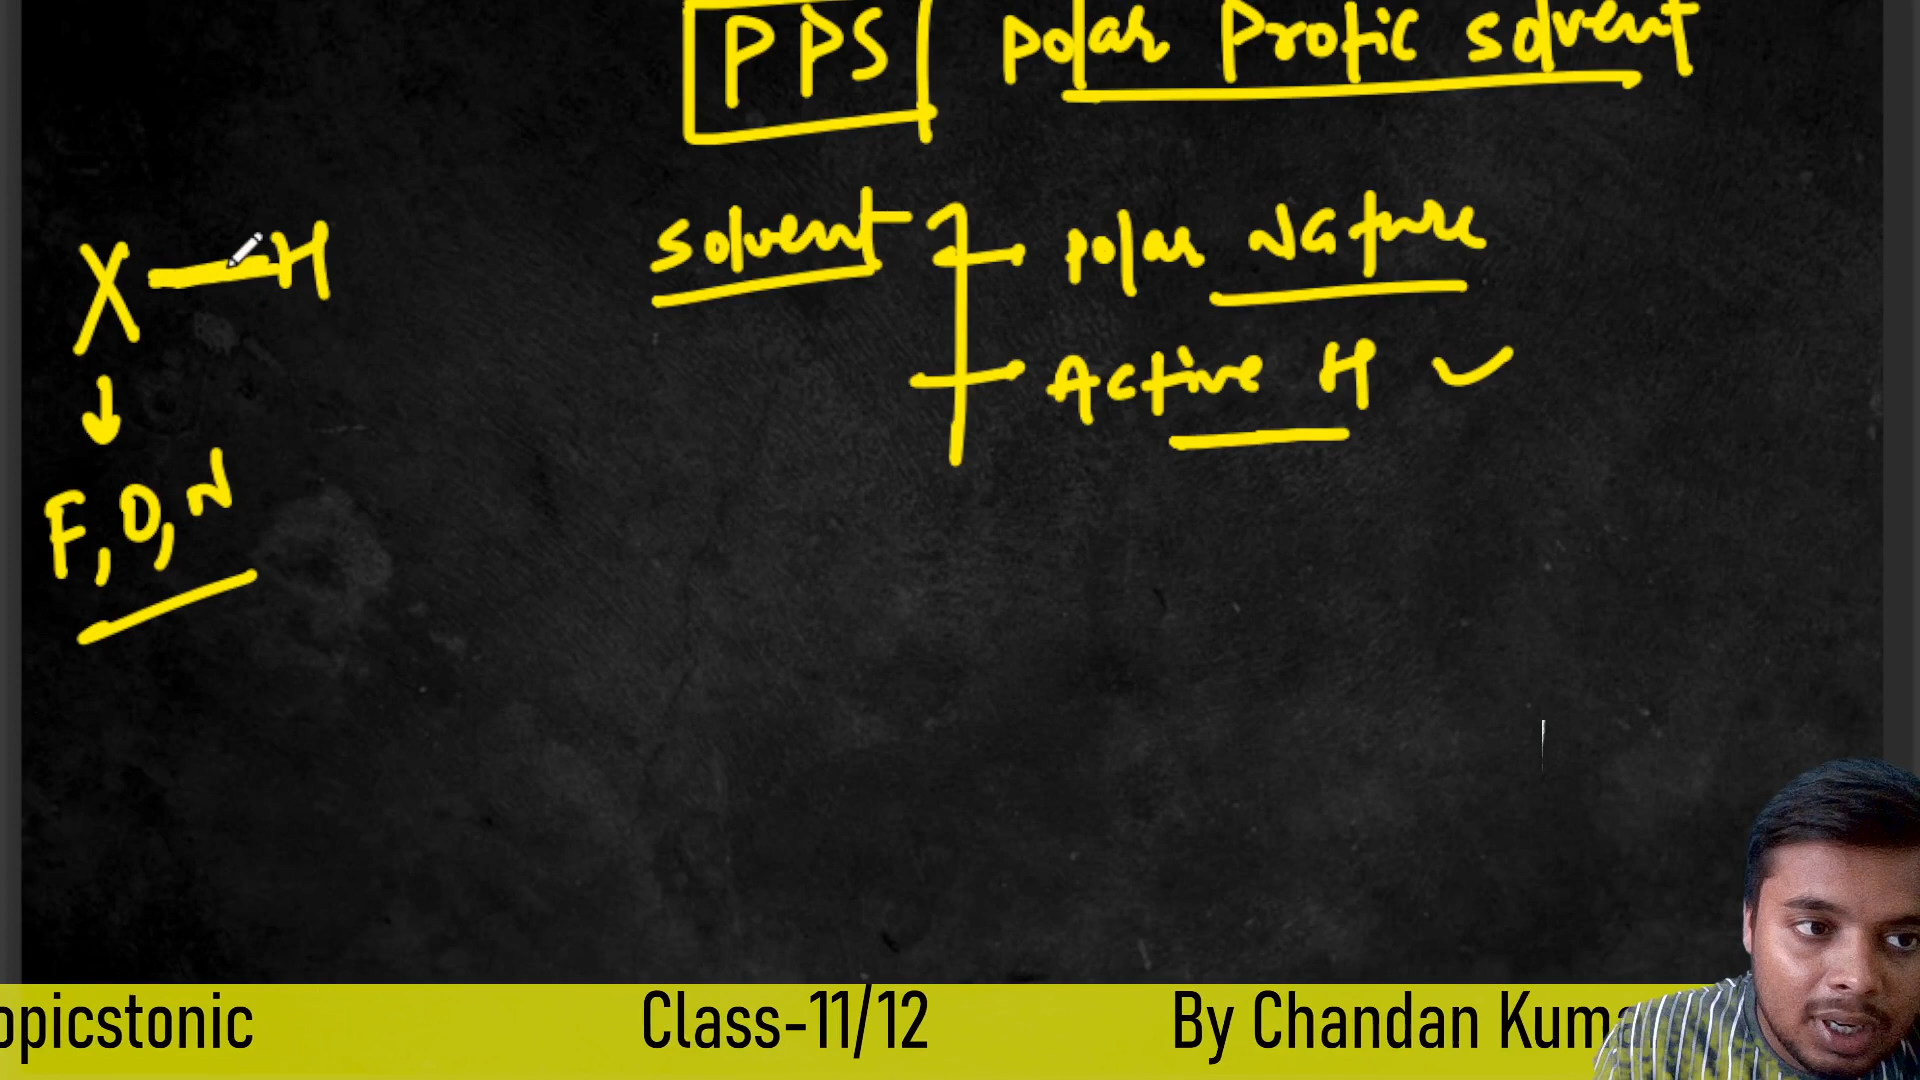 PPS Polar Protic solvent
solvent Polar Nature
Active H ✓
X—H
↓
F, O, N
opicstonic Class-11/12 By Chandan Kuma